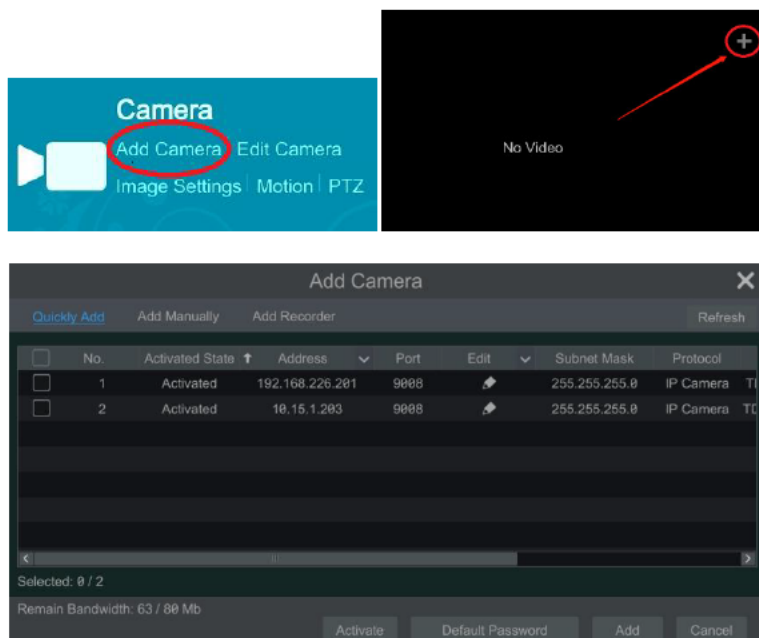 Camera
Add Camera Edit Camera
Image Settings Motion PTZ
No Video
Add Camera
Quickly Add Add Manually Add Recorder Refresh
No. Activated State Address Port Edit Subnet Mask Protocol
1 Activated 192.168.226.201 9008 255.255.255.0 IP Camera
2 Activated 10.15.1.203 9008 255.255.255.0 IP Camera
Selected: 0 / 2
Remain Bandwidth: 63 / 80 Mb
Activate Default Password Add Cancel